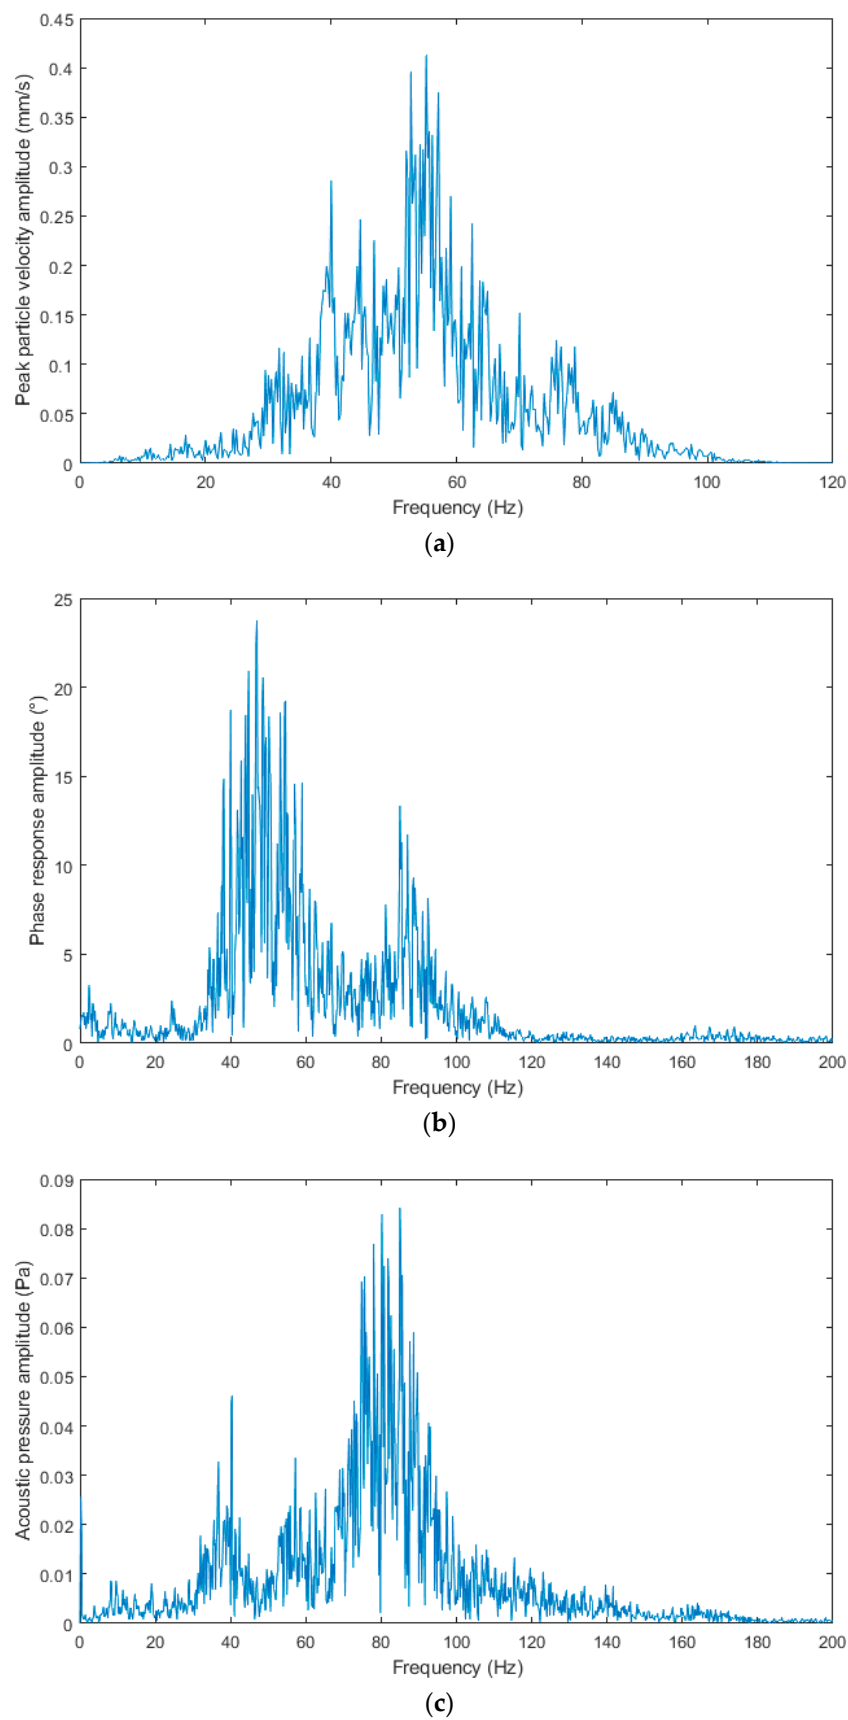 0.45
0.4
0.35
0.3
0.25
0.2
0.15
0.1
0.05
0
Peak particle velocity amplitude (mm/s)
0 20 40 60 80 100 120
Frequency (Hz)
(a)
25
20
15
10
5
0
Phase response amplitude (°)
0 20 40 60 80 100 120 140 160 180 200
Frequency (Hz)
(b)
0.09
0.08
0.07
0.06
0.05
0.04
0.03
0.02
0.01
0
Acoustic pressure amplitude (Pa)
0 20 40 60 80 100 120 140 160 180 200
Frequency (Hz)
(c)